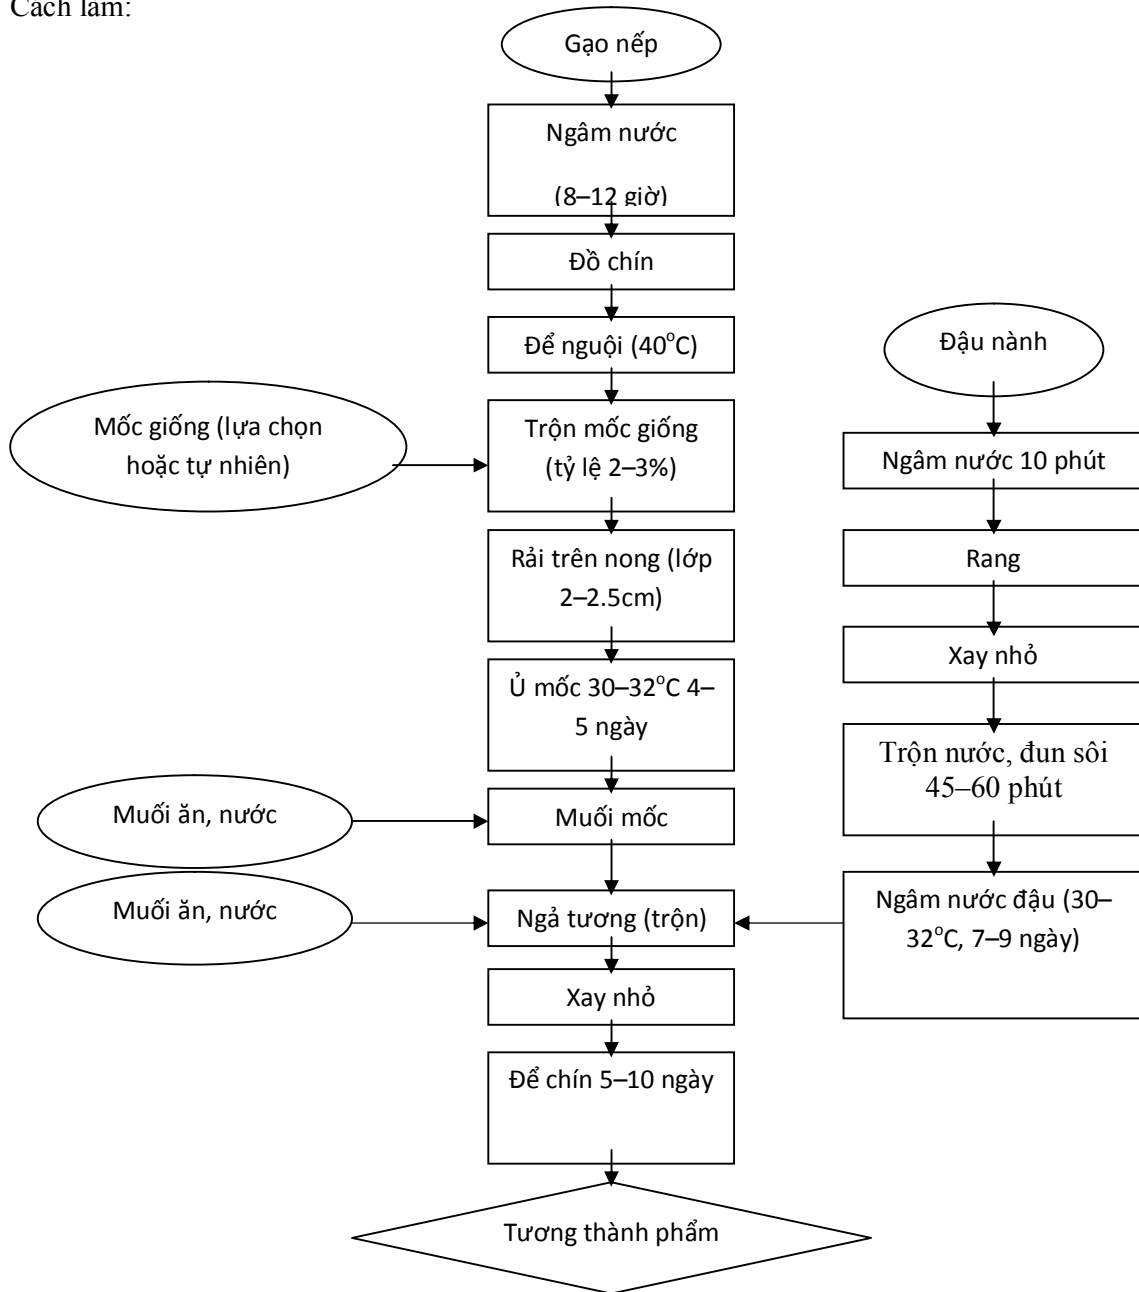 Cách làm:
Gạo nếp
Ngâm nước
(8–12 giờ)
Đồ chín
Để nguội (40°C)
Mốc giống (lựa chọn
hoặc tự nhiên)
Trộn mốc giống
(tỷ lệ 2–3%)
Rải trên nong (lớp
2–2.5cm)
Ủ mốc 30–32°C 4–
5 ngày
Muối ăn, nước
Muối mốc
Muối ăn, nước
Ngả tương (trộn)
Xay nhỏ
Để chín 5–10 ngày
Tương thành phẩm
Đậu nành
Ngâm nước 10 phút
Rang
Xay nhỏ
Trộn nước, đun sôi
45–60 phút
Ngâm nước đậu (30–
32°C, 7–9 ngày)